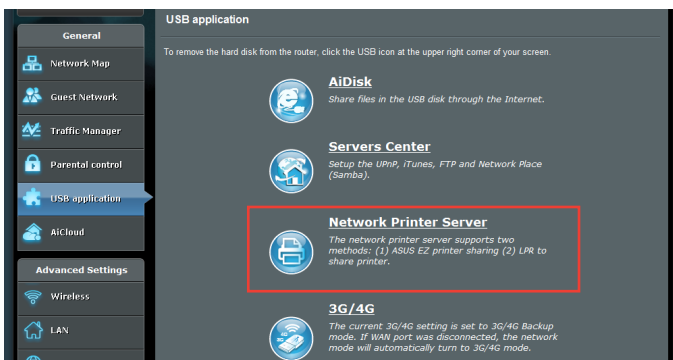 General
Network Map
Guest Network
Traffic Manager
Parental control
USB application
AiCloud
Advanced Settings
Wireless
LAN
USB application
To remove the hard disk from the router, click the USB icon at the upper right corner of your screen.
AiDisk
Share files in the USB disk through the Internet.
Servers Center
Setup the UPnP, iTunes, FTP and Network Place
(Samba).
Network Printer Server
The network printer server supports two
methods: (1) ASUS EZ printer sharing (2) LPR to
share printer.
3G/4G
The current 3G/4G setting is set to 3G/4G Backup
mode. If WAN port was disconnected, the network
mode will automatically turn to 3G/4G mode.